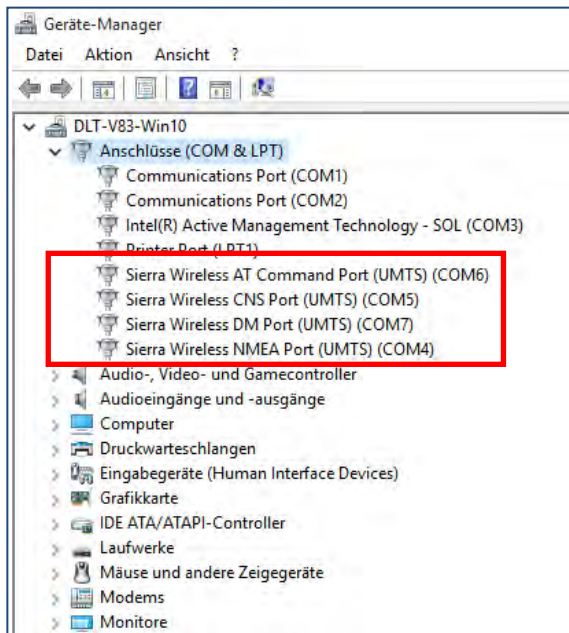 Geräte-Manager
Datei Aktion Ansicht ?
DLT-V83-Win10
Anschlüsse (COM & LPT)
Communications Port (COM1)
Communications Port (COM2)
Intel(R) Active Management Technology - SOL (COM3)
Printer Port (LPT1)
Sierra Wireless AT Command Port (UMTS) (COM6)
Sierra Wireless CNS Port (UMTS) (COM5)
Sierra Wireless DM Port (UMTS) (COM7)
Sierra Wireless NMEA Port (UMTS) (COM4)
Audio-, Video- und Gamecontroller
Audioeingänge und -ausgänge
Computer
Druckwarteschlangen
Eingabegeräte (Human Interface Devices)
Grafikkarte
IDE ATA/ATAPI-Controller
Laufwerke
Mäuse und andere Zeigegeräte
Modems
Monitore